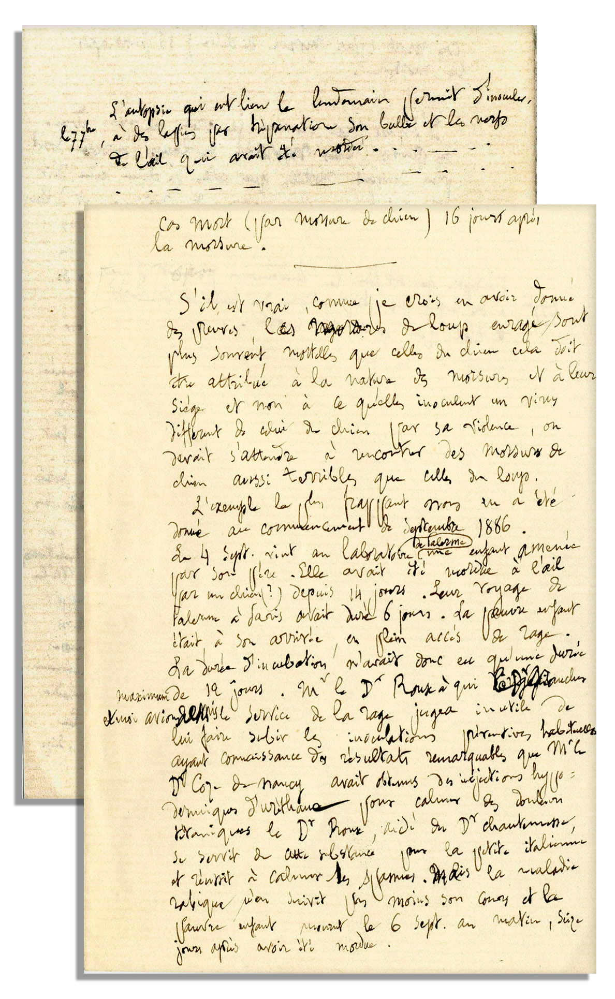 L'autopsie qui eut lieu le lendemain permit d'inoculer,
le 7 7bre, à des lapins par trépanation son bulbe et les nerfs
de l'œil qui avait été mordu . . . — . .
— — . .
. . — — — ——
Cas mort (par morsure de chien) 16 jours après
la morsure.
S'il est vrai, comme je crois en avoir donné
des preuves, les morsures de loup enragé sont
plus souvent mortelles que celles du chien cela doit
être attribué à la nature des morsures et à leur
siége et non à ce qu'elles inoculent un virus
différent de celui du chien par sa violence, on
devait s'attendre à rencontrer des morsures de
chien aussi terribles que celles du loup.
L'exemple le plus frappant nous en a été
donné au commencement de Septembre 1886.
Le 4 Sept. vint au laboratoire (de Palerme) une enfant amenée
par son père. Elle avait été mordue à l'œil
par un chien (?) depuis 14 jours. Leur voyage de
Palerme à Paris avait duré 6 jours. La pauvre enfant
était, à son arrivée, en plein accès de rage.
La durée d'incubation n'avait donc eu qu'une durée
maximum de 12 jours. Mr le Dr Roux à qui Grancher
et moi avions remis le service de la rage jugea inutile de
lui faire subir les inoculations préventives habituelles
ayant connaissance des résultats remarquables que Mr le
Dr Coze de Nancy avait obtenus des injections hypo=
dermiques d'uréthane pour calmer des douleurs
tétaniques le Dr Roux, aidé du Dr Chantemesse,
se servit de cette substance pour la petite italienne
et réussit à calmer les spasmes. Mais la maladie
rabique n'en suivit pas moins son cours et la
pauvre enfant mourut le 6 Sept. au matin, seize
jours après avoir été mordue.